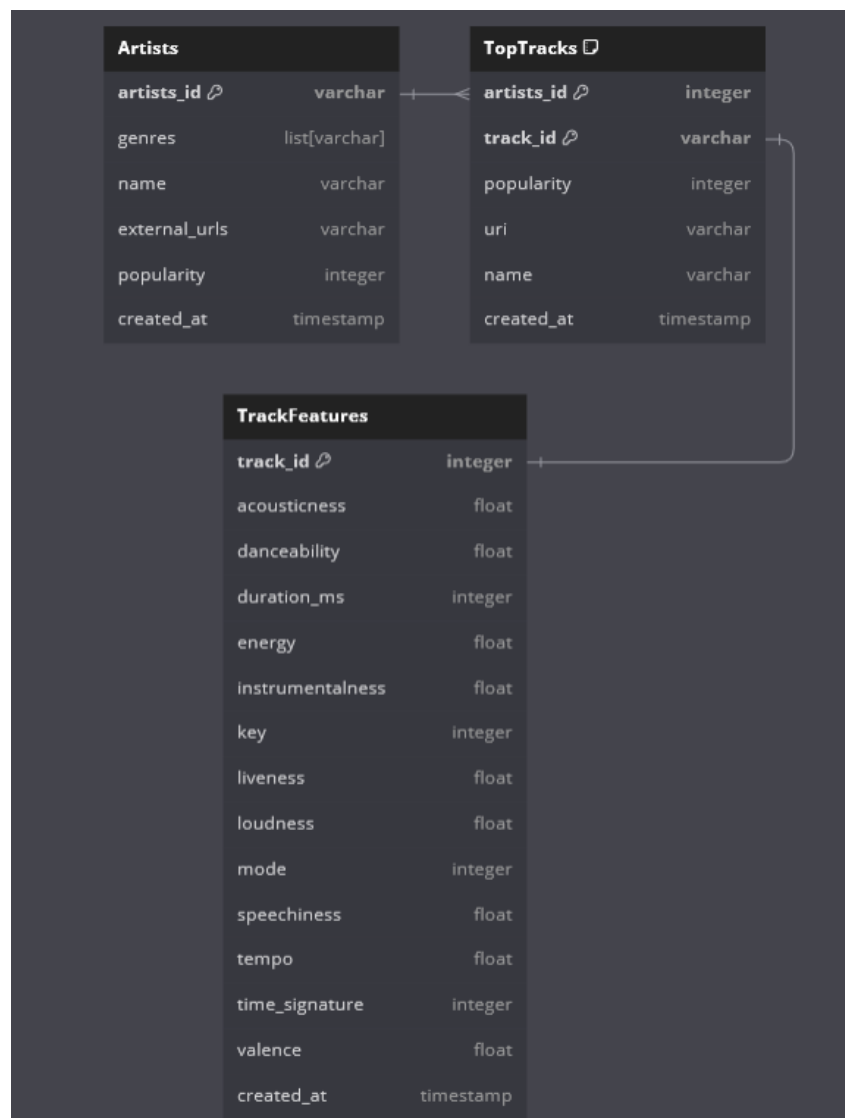 Artists
artists_id varchar
genres list[varchar]
name varchar
external_urls varchar
popularity integer
created_at timestamp
TopTracks
artists_id integer
track_id varchar
popularity integer
uri varchar
name varchar
created_at timestamp
TrackFeatures
track_id integer
acousticness float
danceability float
duration_ms integer
energy float
instrumentalness float
key integer
liveness float
loudness float
mode integer
speechiness float
tempo float
time_signature integer
valence float
created_at timestamp